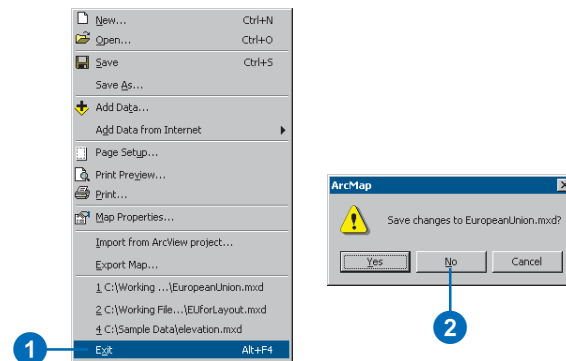 New... Ctrl+N
Open... Ctrl+O
Save Ctrl+S
Save As...
Add Data...
Add Data from Internet
Page Setup...
Print Preview...
Print...
Map Properties...
Import from ArcView project...
Export Map...
1 C:\Working ...\EuropeanUnion.mxd
2 C:\Working File...\EUforLayout.mxd
4 C:\Sample Data\elevation.mxd
1 Exit Alt+F4
ArcMap
Save changes to EuropeanUnion.mxd?
Yes No Cancel
2